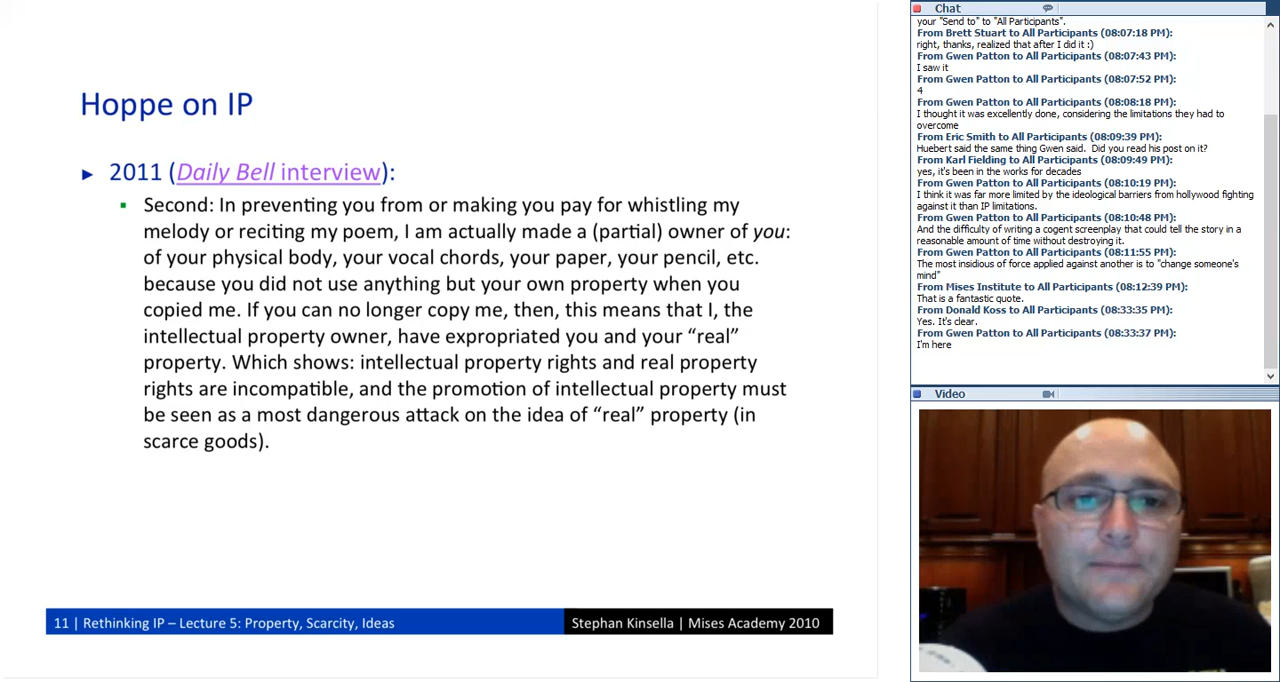 Hoppe on IP
► 2011 (Daily Bell interview):
▪ Second: In preventing you from or making you pay for whistling my
melody or reciting my poem, I am actually made a (partial) owner of you:
of your physical body, your vocal chords, your paper, your pencil, etc.
because you did not use anything but your own property when you
copied me. If you can no longer copy me, then, this means that I, the
intellectual property owner, have expropriated you and your “real”
property. Which shows: intellectual property rights and real property
rights are incompatible, and the promotion of intellectual property must
be seen as a most dangerous attack on the idea of “real” property (in
scarce goods).
11 | Rethinking IP – Lecture 5: Property, Scarcity, Ideas
Stephan Kinsella | Mises Academy 2010
Chat
your "Send to" to "All Participants".
From Brett Stuart to All Participants (08:07:18 PM):
right, thanks, realized that after I did it :)
From Gwen Patton to All Participants (08:07:43 PM):
I saw it
From Gwen Patton to All Participants (08:07:52 PM):
4
From Gwen Patton to All Participants (08:08:18 PM):
I thought it was excellently done, considering the limitations they had to
overcome
From Eric Smith to All Participants (08:09:39 PM):
Huebert said the same thing Gwen said. Did you read his post on it?
From Karl Fielding to All Participants (08:09:49 PM):
yes, it's been in the works for decades
From Gwen Patton to All Participants (08:10:19 PM):
I think it was far more limited by the ideological barriers from hollywood fighting
against it than IP limitations.
From Gwen Patton to All Participants (08:10:48 PM):
And the difficulty of writing a cogent screenplay that could tell the story in a
reasonable amount of time without destroying it.
From Gwen Patton to All Participants (08:11:55 PM):
The most insidious of force applied against another is to "change someone's
mind"
From Mises Institute to All Participants (08:12:39 PM):
That is a fantastic quote.
From Donald Koss to All Participants (08:33:35 PM):
Yes. It's clear.
From Gwen Patton to All Participants (08:33:37 PM):
I'm here
Video